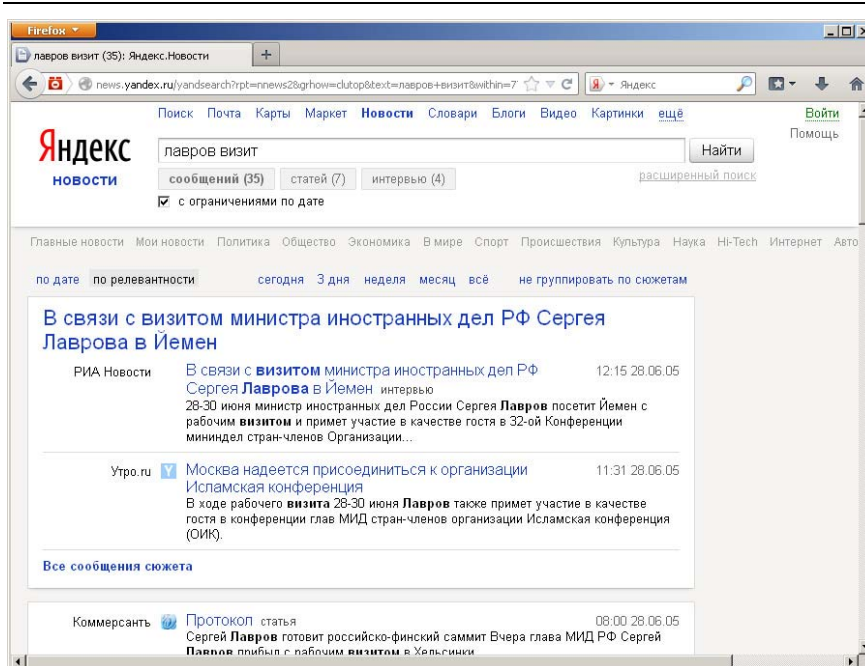 Firefox
лавров визит (35): Яндекс.Новости
news.yandex.ru/yandsearch?rpt=nnews2&grhow=clutop&text=лавров+визит&within=7
Яндекс
Поиск Почта Карты Маркет Новости Словари Блоги Видео Картинки ещё
Войти
Помощь
Яндекс
новости
лавров визит
Найти
сообщений (35) статей (7) интервью (4)
расширенный поиск
с ограничениями по дате
Главные новости Мои новости Политика Общество Экономика В мире Спорт Происшествия Культура Наука Hi-Tech Интернет Авто
по дате по релевантности сегодня 3 дня неделя месяц всё не группировать по сюжетам
В связи с визитом министра иностранных дел РФ Сергея
Лаврова в Йемен
РИА Новости В связи с визитом министра иностранных дел РФ 12:15 28.06.05
Сергея Лаврова в Йемен интервью
28-30 июня министр иностранных дел России Сергея Лавров посетит Йемен с
рабочим визитом и примет участие в качестве гостя в 32-ой Конференции
мининдел стран-членов Организации...
Утро.ru Москва надеется присоединиться к организации 11:31 28.06.05
Исламская конференция
В ходе рабочего визита 28-30 июня Лавров также примет участие в качестве
гостя в конференции глав МИД стран-членов организации Исламская конференция
(ОИК).
Все сообщения сюжета
Коммерсантъ Протокол статья 08:00 28.06.05
Сергей Лавров готовит российско-финский саммит Вчера глава МИД РФ Сергей
Лавров прибыл с рабочим визитом в Хельсинки